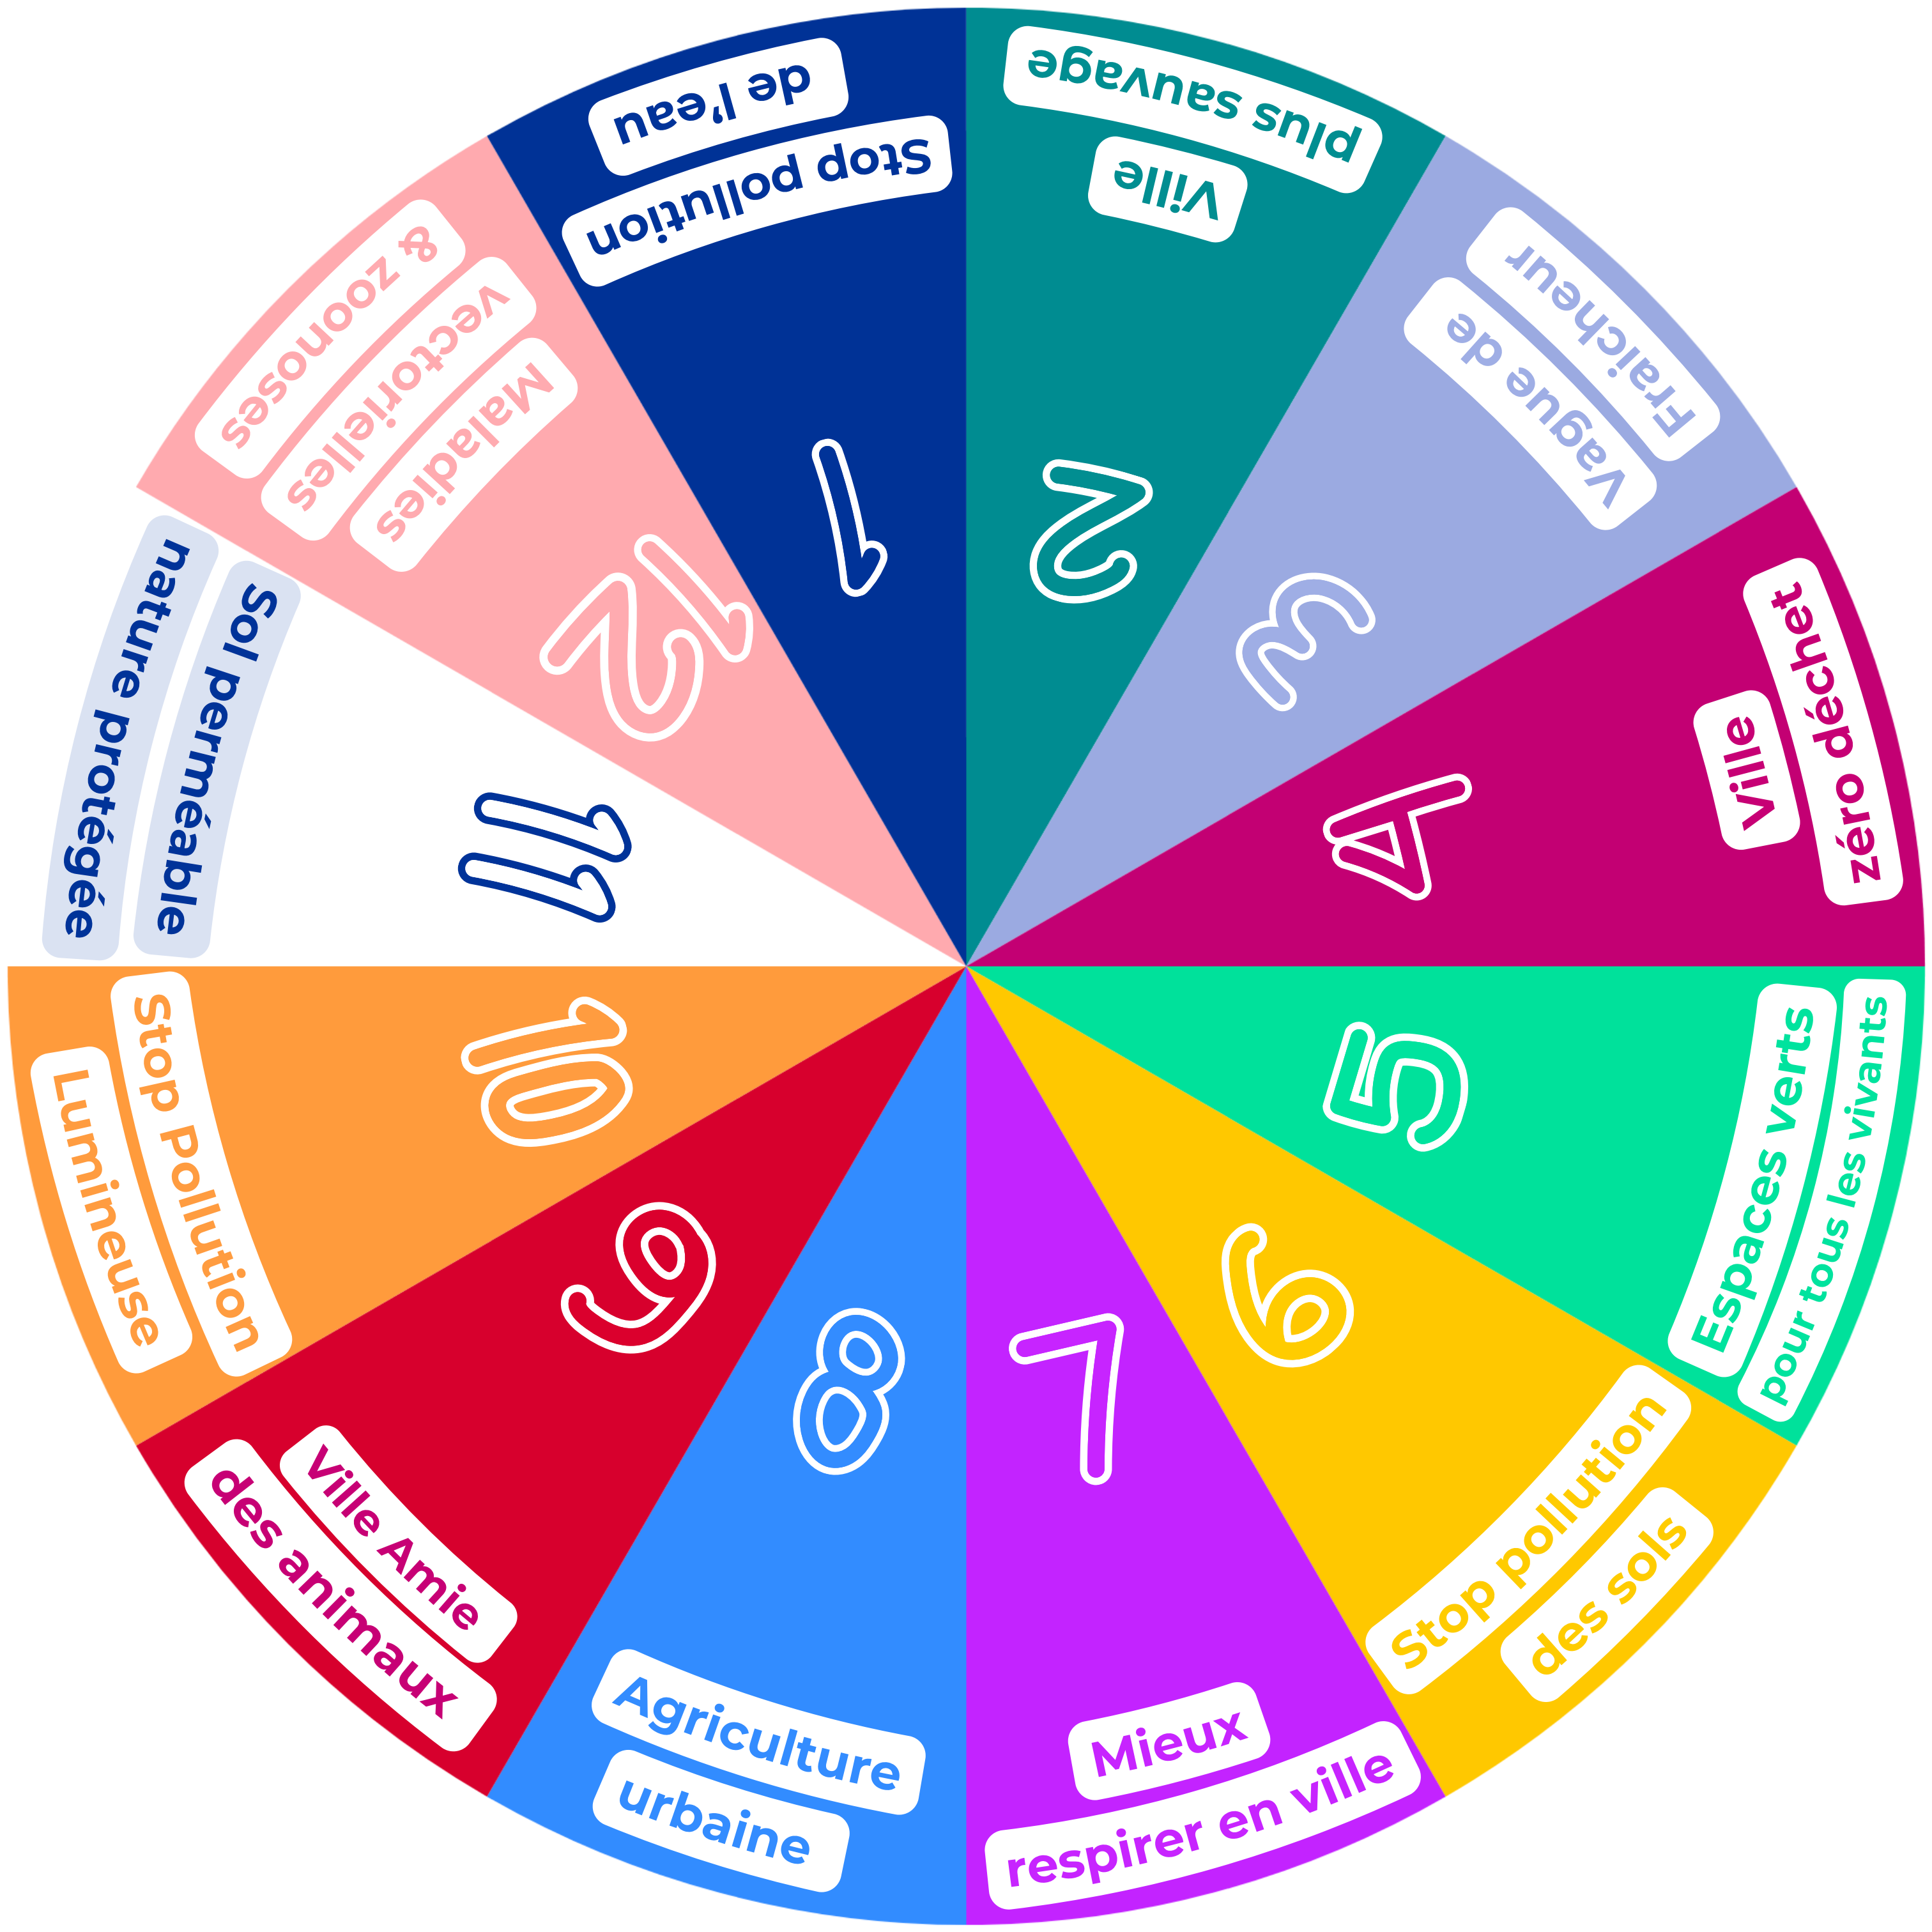 1
stop pollution
de l'eau
2
ville
plus sauvage
3
Vague de
Fraicheur
4
Ville
zéro déchet
5
Espaces verts
pour tous les vivants
6
Stop pollution
des sols
7
Mieux
respirer en ville
8
Agriculture
urbaine
9
Ville Amie
des animaux
10
Stop Pollution
Lumineuse
11
Sol perméable
nature protégée
12
Maladies
vectorielles
& zoonoses